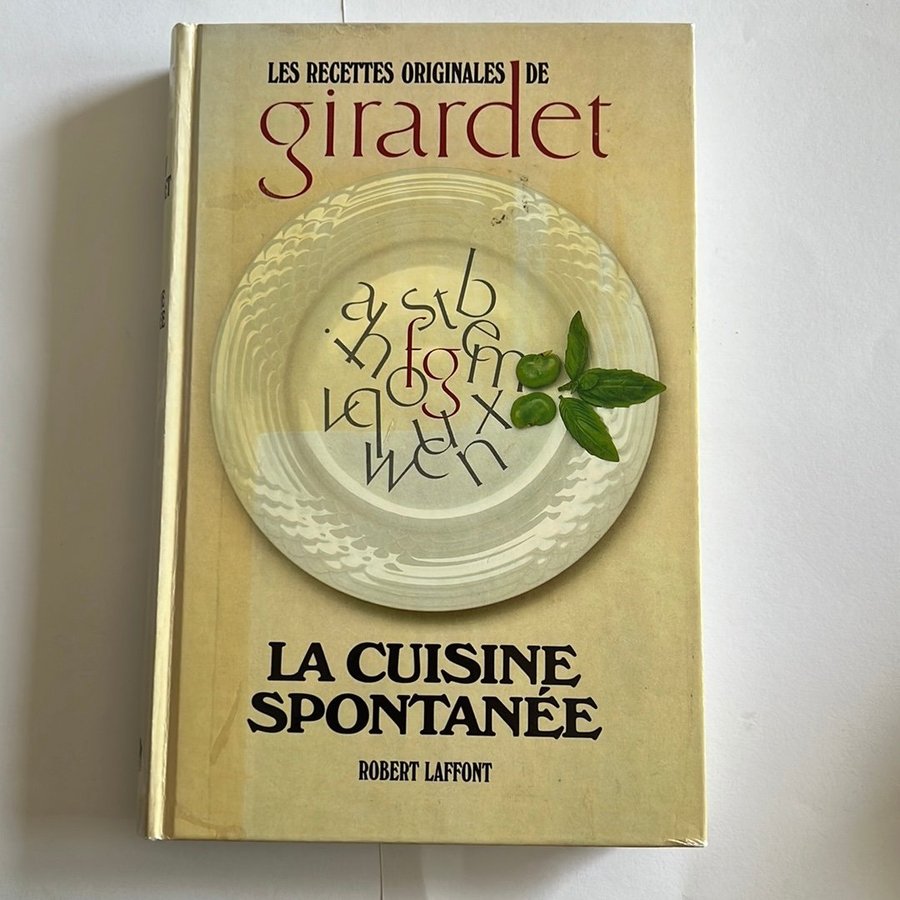 LES RECETTES ORIGINALES DE
girardet
a s t b
i h f g e m
l q o u x
w c n
LA CUISINE
SPONTANÉE
ROBERT LAFFONT